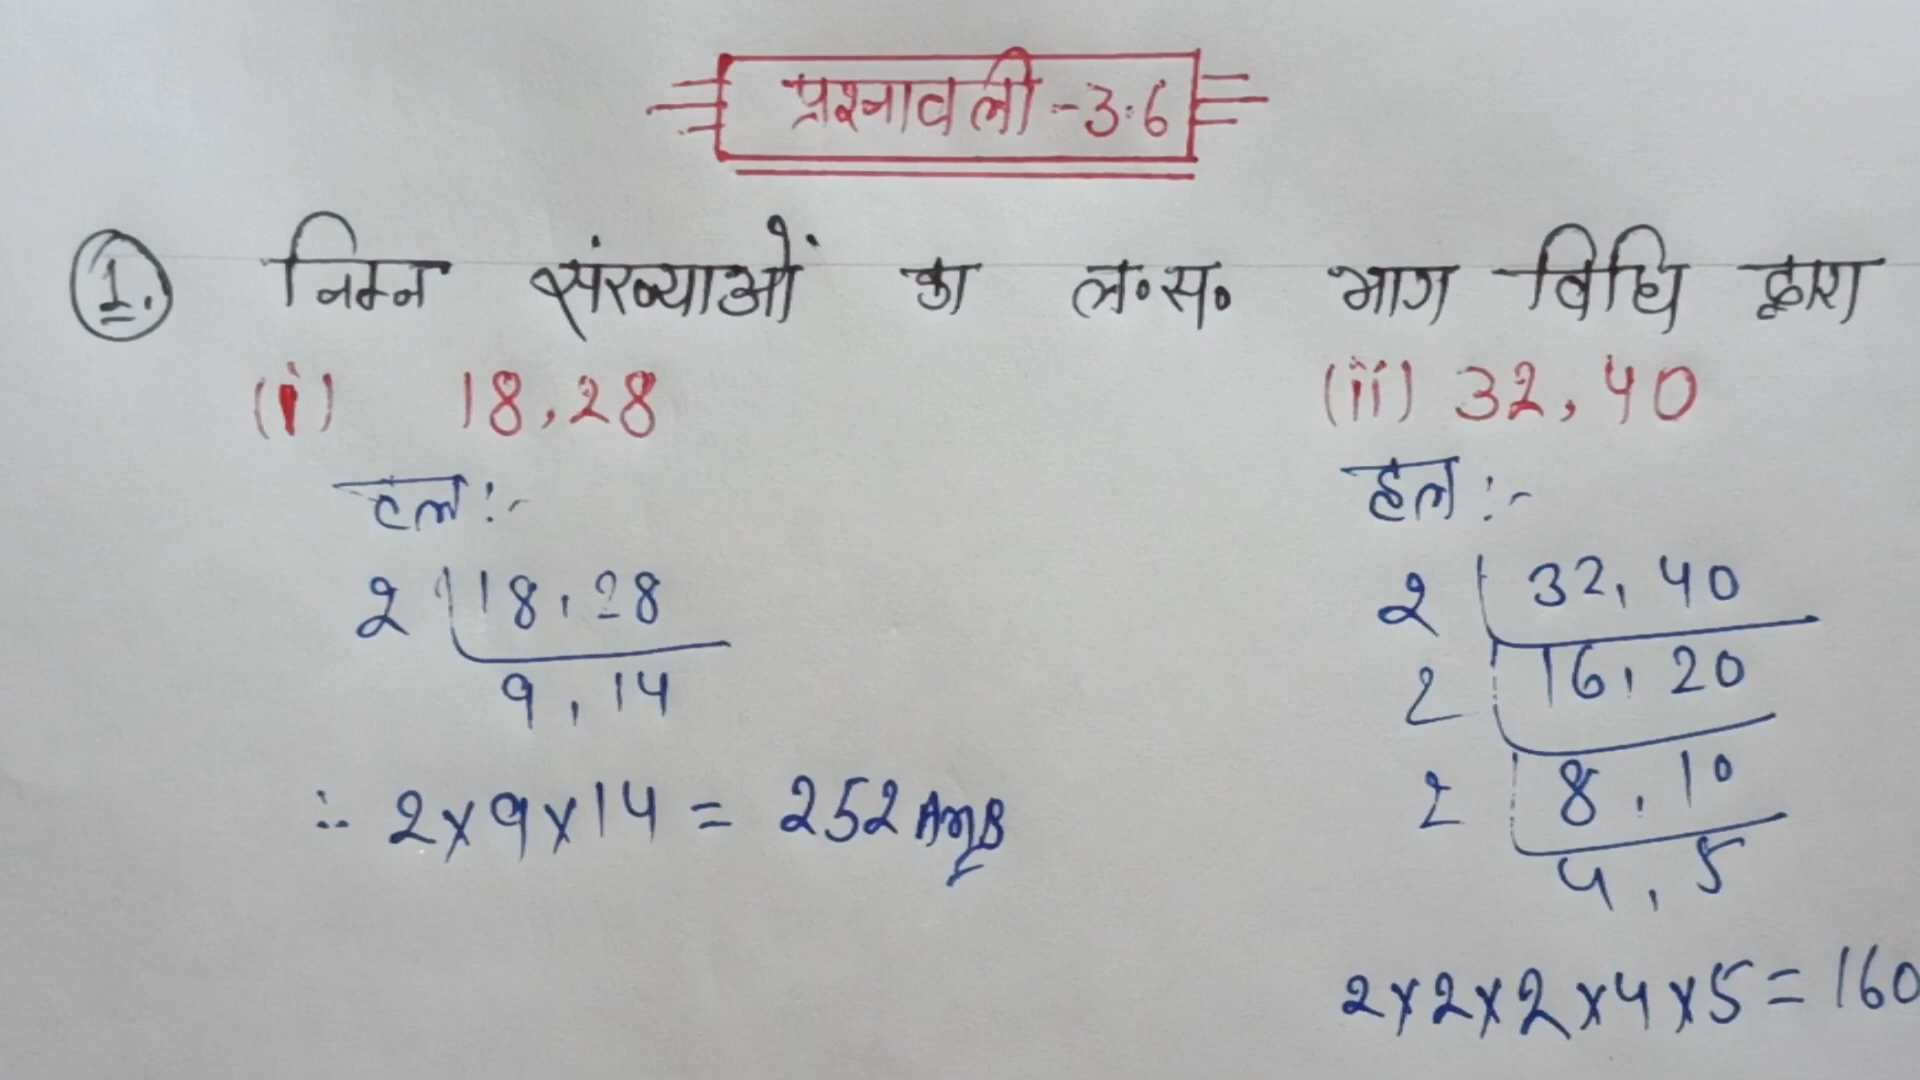 प्रश्नावली -3.6
1. निम्न संख्याओं का ल०स० भाग विधि द्वारा
(i) 18,28
हल :-
2 18, 28
9, 14
∴ 2×9×14 = 252 Ans
(ii) 32, 40
हल :-
2 32, 40
2 16, 20
2 8, 10
4, 5
2×2×2×4×5 = 160